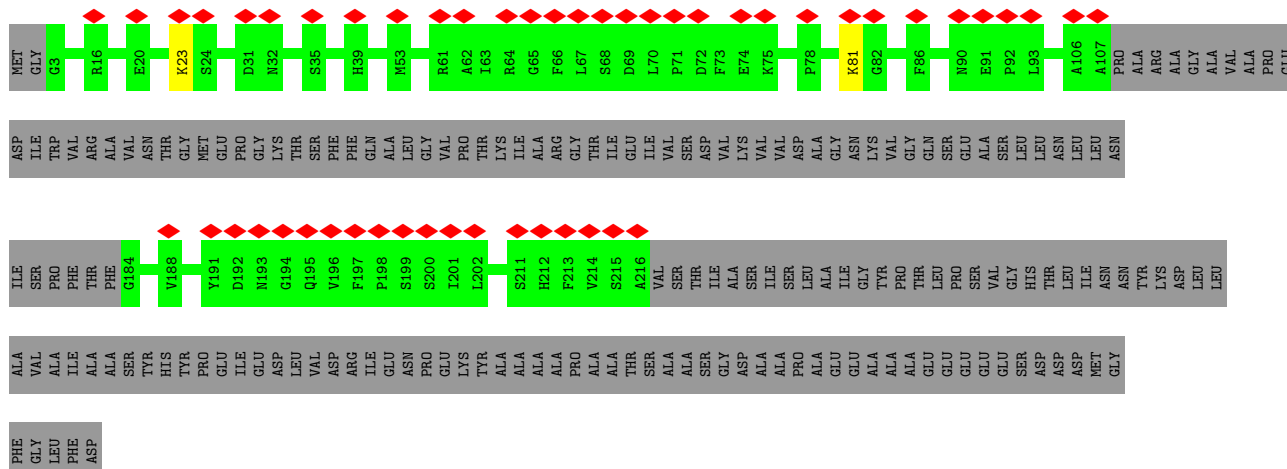 MET GLY G3 R16 E20 K23 S24 D31 N32 S35 H39 M53 R61 A62 I63 R64 G65 F66 L67 S68 D69 L70 P71 D72 F73 E74 K75 P78 K81 G82 F86 N90 E91 P92 L93 A106 A107 PRO ALA ARG ALA GLY ALA VAL ALA PRO GLU
ASP ILE TRP VAL ARG ALA VAL ASN THR GLY MET GLU PRO GLY LYS THR SER PHE PHE GLN ALA LEU GLY VAL PRO THR LYS ILE ALA ARG GLY THR ILE GLU ILE VAL SER ASP VAL LYS VAL VAL ASP ALA GLY ASN LYS VAL GLY GLN SER GLU ALA SER LEU LEU ASN LEU LEU ASN
ILE SER PRO PHE THR PHE G184 V188 Y191 D192 N193 G194 Q195 V196 F197 P198 S199 S200 I201 L202 S211 H212 F213 V214 S215 A216 VAL SER THR ILE ALA SER ILE SER LEU ALA ILE GLY TYR PRO THR LEU PRO SER VAL GLY HIS THR LEU ILE ASN ASN TYR LYS ASP LEU LEU
ALA VAL ALA ILE ALA ALA SER TYR HIS TYR PRO GLU ILE GLU ASP LEU VAL ASP ARG ILE GLU ASN PRO GLU LYS TYR ALA ALA ALA ALA PRO ALA ALA THR SER ALA ALA SER GLY ASP ALA ALA PRO ALA GLU GLU ALA ALA ALA GLU GLU GLU GLU GLU SER ASP ASP ASP MET GLY
PHE GLY LEU PHE ASP